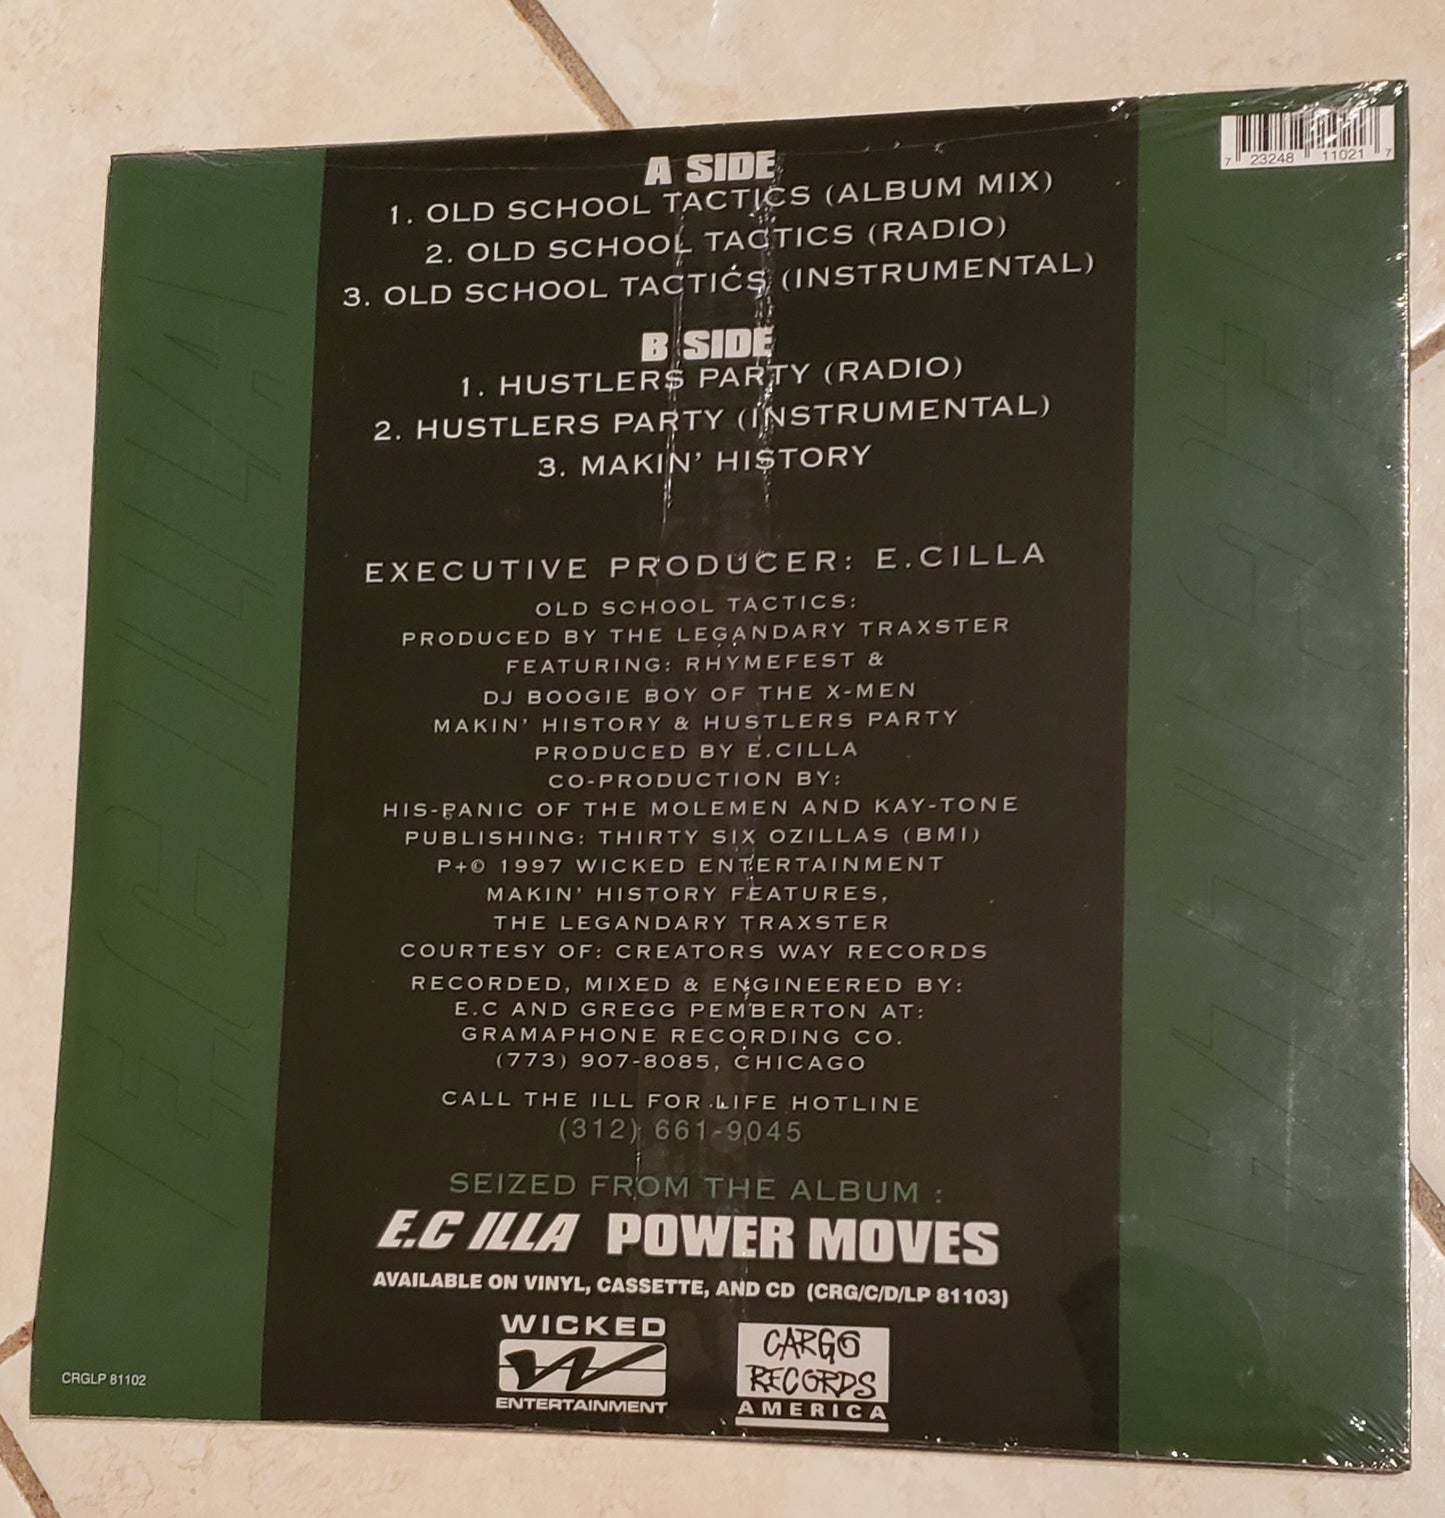 7 23248 11021 7
A SIDE
1. OLD SCHOOL TACTICS (ALBUM MIX)
2. OLD SCHOOL TACTICS (RADIO)
3. OLD SCHOOL TACTICS (INSTRUMENTAL)
B SIDE
1. HUSTLERS PARTY (RADIO)
2. HUSTLERS PARTY (INSTRUMENTAL)
3. MAKIN' HISTORY
EXECUTIVE PRODUCER: E.CILLA
OLD SCHOOL TACTICS:
PRODUCED BY THE LEGANDARY TRAXSTER
FEATURING: RHYMEFEST &
DJ BOOGIE BOY OF THE X-MEN
MAKIN' HISTORY & HUSTLERS PARTY
PRODUCED BY E.CILLA
CO-PRODUCTION BY:
HIS-PANIC OF THE MOLEMEN AND KAY-TONE
PUBLISHING: THIRTY SIX OZILLAS (BMI)
P+© 1997 WICKED ENTERTAINMENT
MAKIN' HISTORY FEATURES,
THE LEGANDARY TRAXSTER
COURTESY OF: CREATORS WAY RECORDS
RECORDED, MIXED & ENGINEERED BY:
E.C AND GREGG PEMBERTON AT:
GRAMAPHONE RECORDING CO.
(773) 907-8085, CHICAGO
CALL THE ILL FOR LIFE HOTLINE
(312) 661-9045
SEIZED FROM THE ALBUM :
E.C ILLA POWER MOVES
AVAILABLE ON VINYL, CASSETTE, AND CD (CRG/C/D/LP 81103)
WICKED
W
ENTERTAINMENT
CARGO
RECORDS
AMERICA
CRGLP 81102